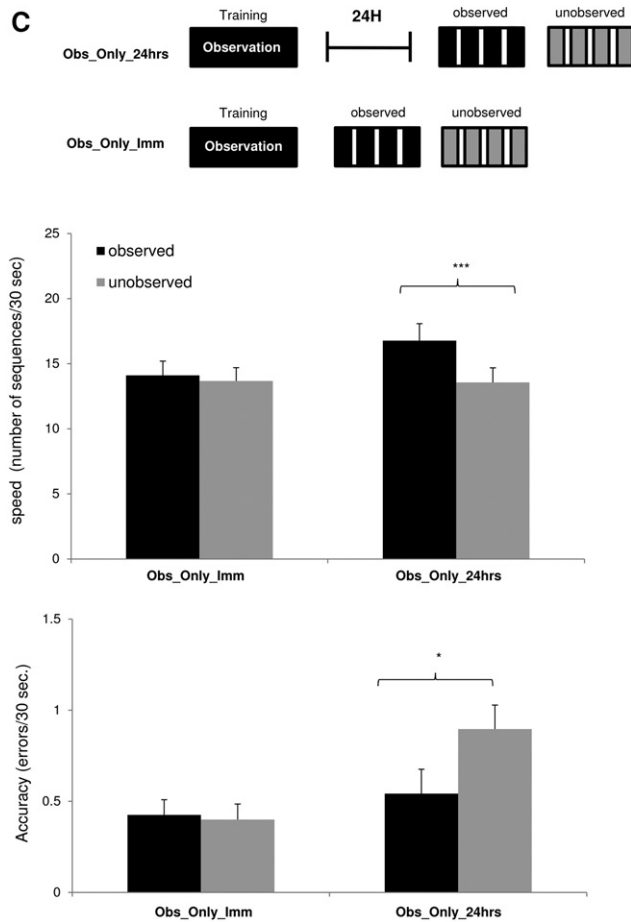 C
Training
24H
observed
unobserved
Obs_Only_24hrs
Observation
Training
observed
unobserved
Obs_Only_Imm
Observation
25
20
15
10
5
0
speed (number of sequences/30 sec)
observed
unobserved
***
Obs_Only_Imm
Obs_Only_24hrs
1.5
1
0.5
0
Accuracy (errors/30 sec.)
*
Obs_Only_Imm
Obs_Only_24hrs